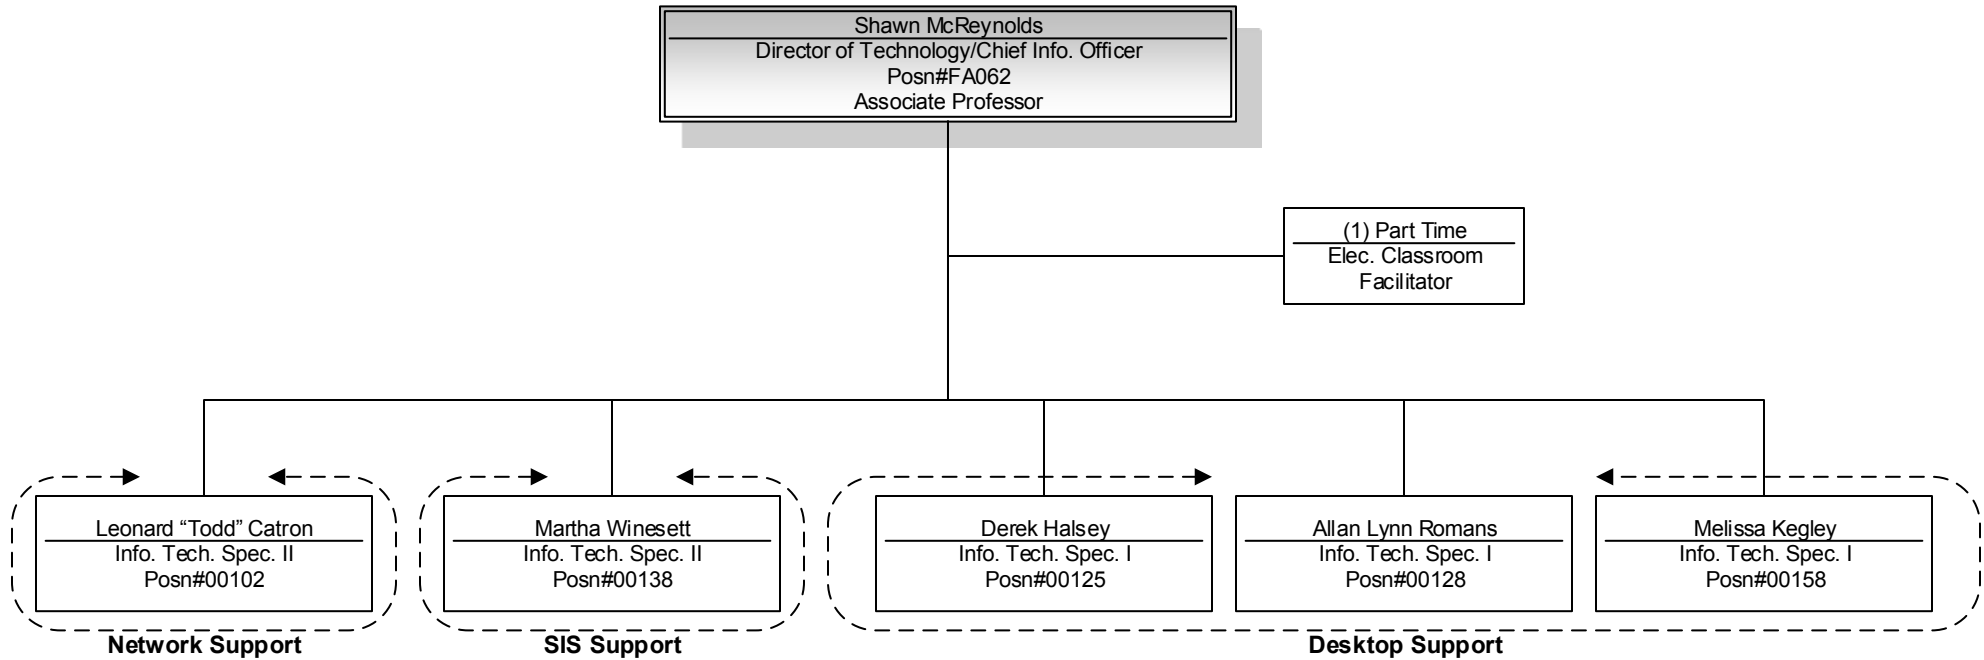 Shawn McReynolds
Director of Technology/Chief Info. Officer
Posn#FA062
Associate Professor
(1) Part Time
Elec. Classroom
Facilitator
Leonard “Todd” Catron
Info. Tech. Spec. II
Posn#00102
Network Support
Martha Winesett
Info. Tech. Spec. II
Posn#00138
SIS Support
Derek Halsey
Info. Tech. Spec. I
Posn#00125
Allan Lynn Romans
Info. Tech. Spec. I
Posn#00128
Melissa Kegley
Info. Tech. Spec. I
Posn#00158
Desktop Support